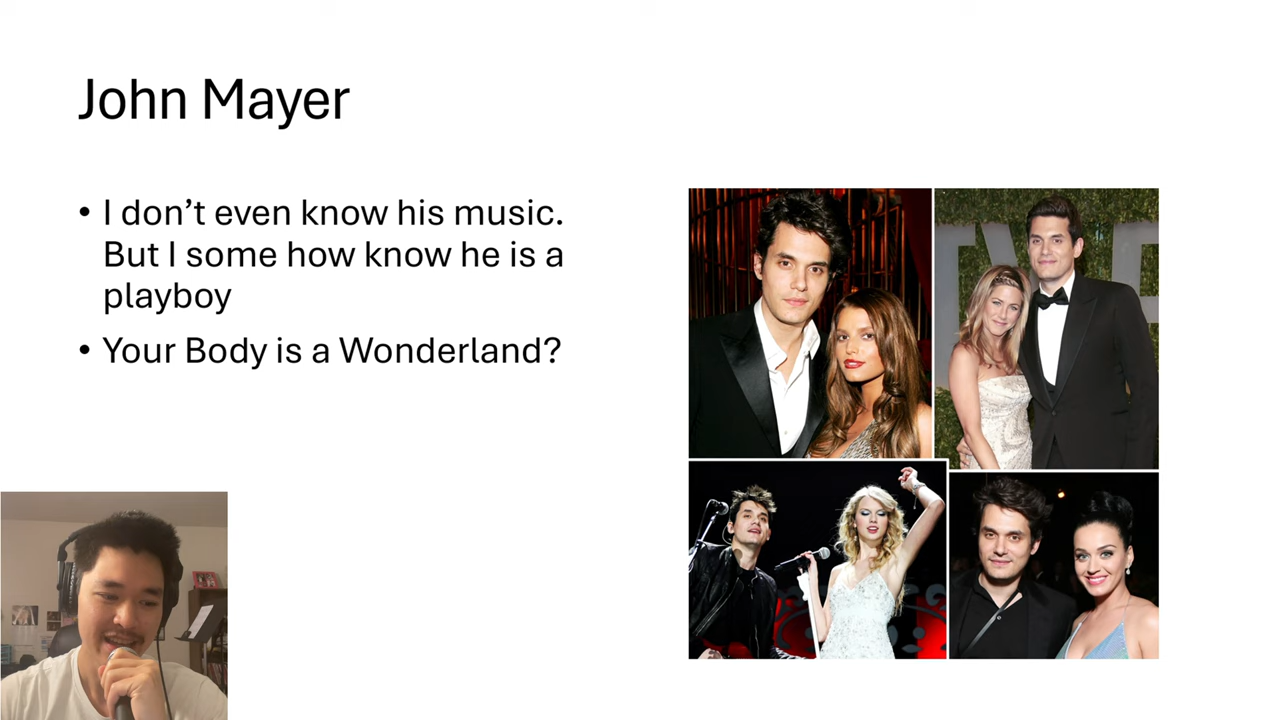 John Mayer
• I don’t even know his music.
But I some how know he is a
playboy
• Your Body is a Wonderland?